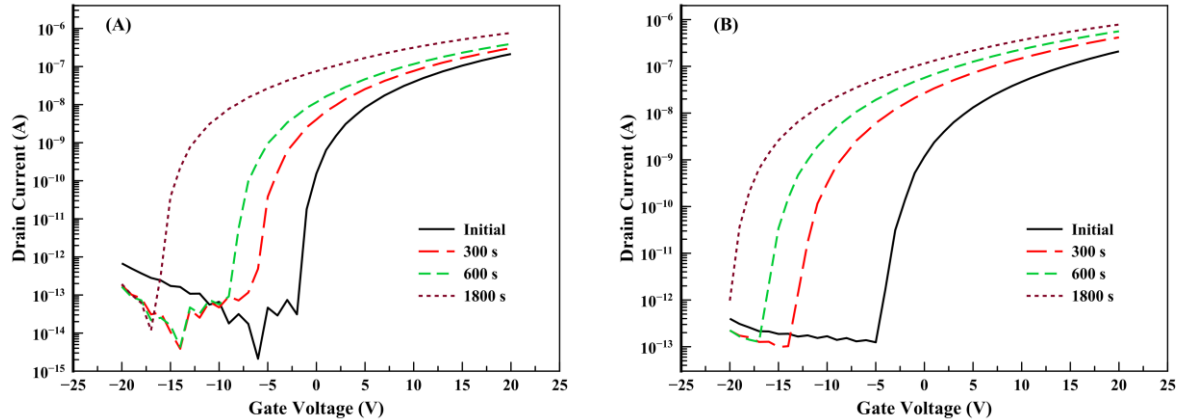 (A)
Drain Current (A)
10⁻⁶
10⁻⁷
10⁻⁸
10⁻⁹
10⁻¹⁰
10⁻¹¹
10⁻¹²
10⁻¹³
10⁻¹⁴
10⁻¹⁵
Initial
300 s
600 s
1800 s
−25 −20 −15 −10 −5 0 5 10 15 20 25
Gate Voltage (V)
(B)
Drain Current (A)
10⁻⁶
10⁻⁷
10⁻⁸
10⁻⁹
10⁻¹⁰
10⁻¹¹
10⁻¹²
10⁻¹³
Initial
300 s
600 s
1800 s
−25 −20 −15 −10 −5 0 5 10 15 20 25
Gate Voltage (V)